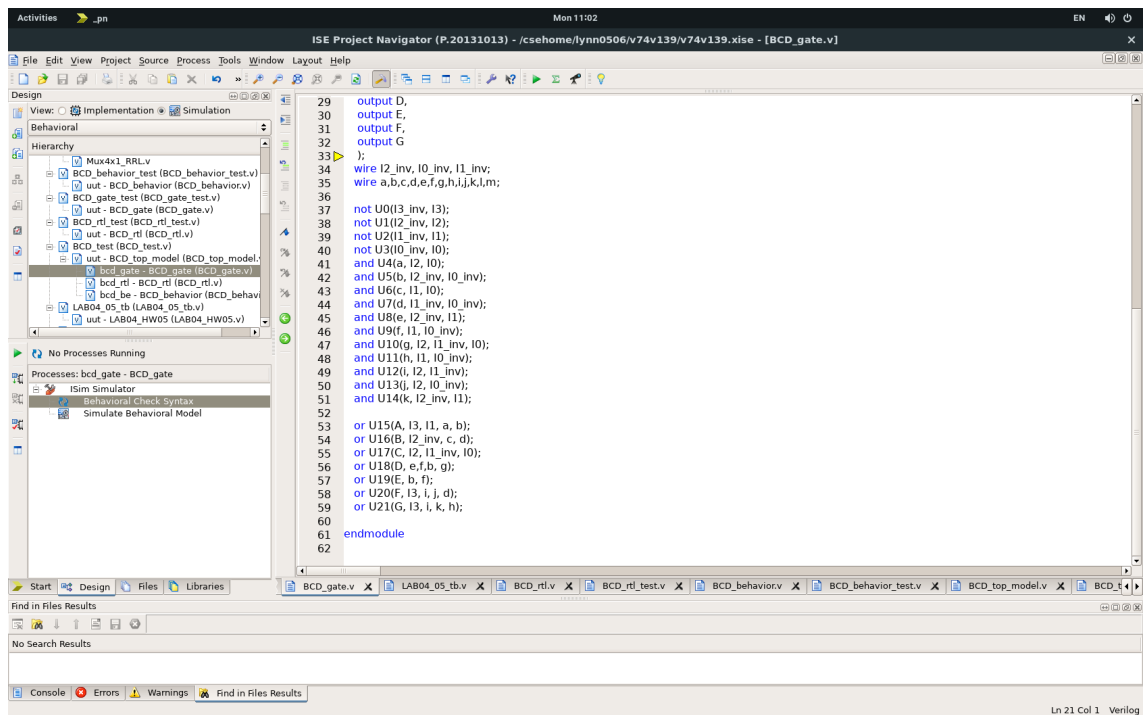 Activities _pn Mon 11:02 EN
ISE Project Navigator (P.20131013) - /csehome/lynn0506/v74v139/v74v139.xise - [BCD_gate.v]
File Edit View Project Source Process Tools Window Layout Help
Design
View: Implementation Simulation
Behavioral
Hierarchy
Mux4x1_RRL.v
BCD_behavior_test (BCD_behavior_test.v)
uut - BCD_behavior (BCD_behavior.v)
BCD_gate_test (BCD_gate_test.v)
uut - BCD_gate (BCD_gate.v)
BCD_rtl_test (BCD_rtl_test.v)
uut - BCD_rtl (BCD_rtl.v)
BCD_test (BCD_test.v)
uut - BCD_top_model (BCD_top_model.
bcd_gate - BCD_gate (BCD_gate.v)
bcd_rtl - BCD_rtl (BCD_rtl.v)
bcd_be - BCD_behavior (BCD_behavi
LAB04_05_tb (LAB04_05_tb.v)
uut - LAB04_HW05 (LAB04_HW05.v)
No Processes Running
Processes: bcd_gate - BCD_gate
ISim Simulator
Behavioral Check Syntax
Simulate Behavioral Model
Start Design Files Libraries
29 output D,
30 output E,
31 output F,
32 output G
33 );
34 wire I2_inv, I0_inv, I1_inv;
35 wire a,b,c,d,e,f,g,h,i,j,k,l,m;
36
37 not U0(I3_inv, I3);
38 not U1(I2_inv, I2);
39 not U2(I1_inv, I1);
40 not U3(I0_inv, I0);
41 and U4(a, I2, I0);
42 and U5(b, I2_inv, I0_inv);
43 and U6(c, I1, I0);
44 and U7(d, I1_inv, I0_inv);
45 and U8(e, I2_inv, I1);
46 and U9(f, I1, I0_inv);
47 and U10(g, I2, I1_inv, I0);
48 and U11(h, I1, I0_inv);
49 and U12(i, I2, I1_inv);
50 and U13(j, I2, I0_inv);
51 and U14(k, I2_inv, I1);
52
53 or U15(A, I3, I1, a, b);
54 or U16(B, I2_inv, c, d);
55 or U17(C, I2, I1_inv, I0);
56 or U18(D, e,f,b, g);
57 or U19(E, b, f);
58 or U20(F, I3, i, j, d);
59 or U21(G, I3, i, k, h);
60
61 endmodule
62
BCD_gate.v LAB04_05_tb.v BCD_rtl.v BCD_rtl_test.v BCD_behavior.v BCD_behavior_test.v BCD_top_model.v BCD_t
Find in Files Results
No Search Results
Console Errors Warnings Find in Files Results
Ln 21 Col 1 Verilog